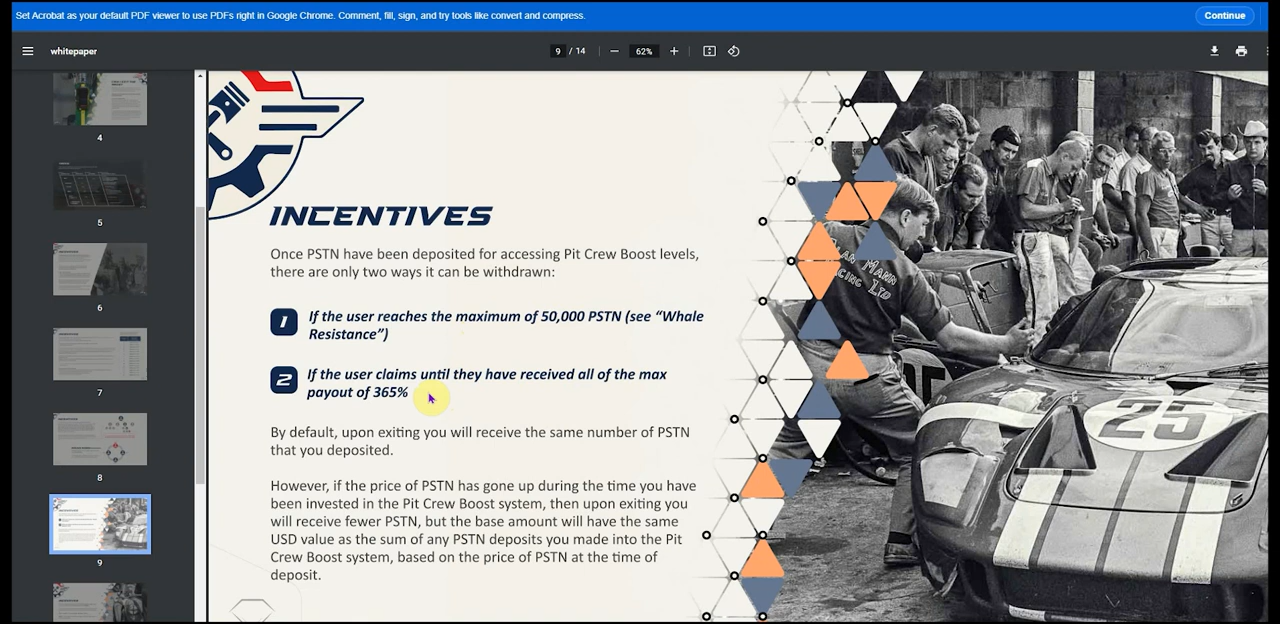 Set Acrobat as your default PDF viewer to use PDFs right in Google Chrome. Comment, fill, sign, and try tools like convert and compress.
Continue
whitepaper
9 / 14
62%
4
5
6
7
8
9
INCENTIVES
Once PSTN have been deposited for accessing Pit Crew Boost levels,
there are only two ways it can be withdrawn:
1
If the user reaches the maximum of 50,000 PSTN (see “Whale
Resistance”)
2
If the user claims until they have received all of the max
payout of 365%
By default, upon exiting you will receive the same number of PSTN
that you deposited.
However, if the price of PSTN has gone up during the time you have
been invested in the Pit Crew Boost system, then upon exiting you
will receive fewer PSTN, but the base amount will have the same
USD value as the sum of any PSTN deposits you made into the Pit
Crew Boost system, based on the price of PSTN at the time of
deposit.
AN MANN
CING LTD
25